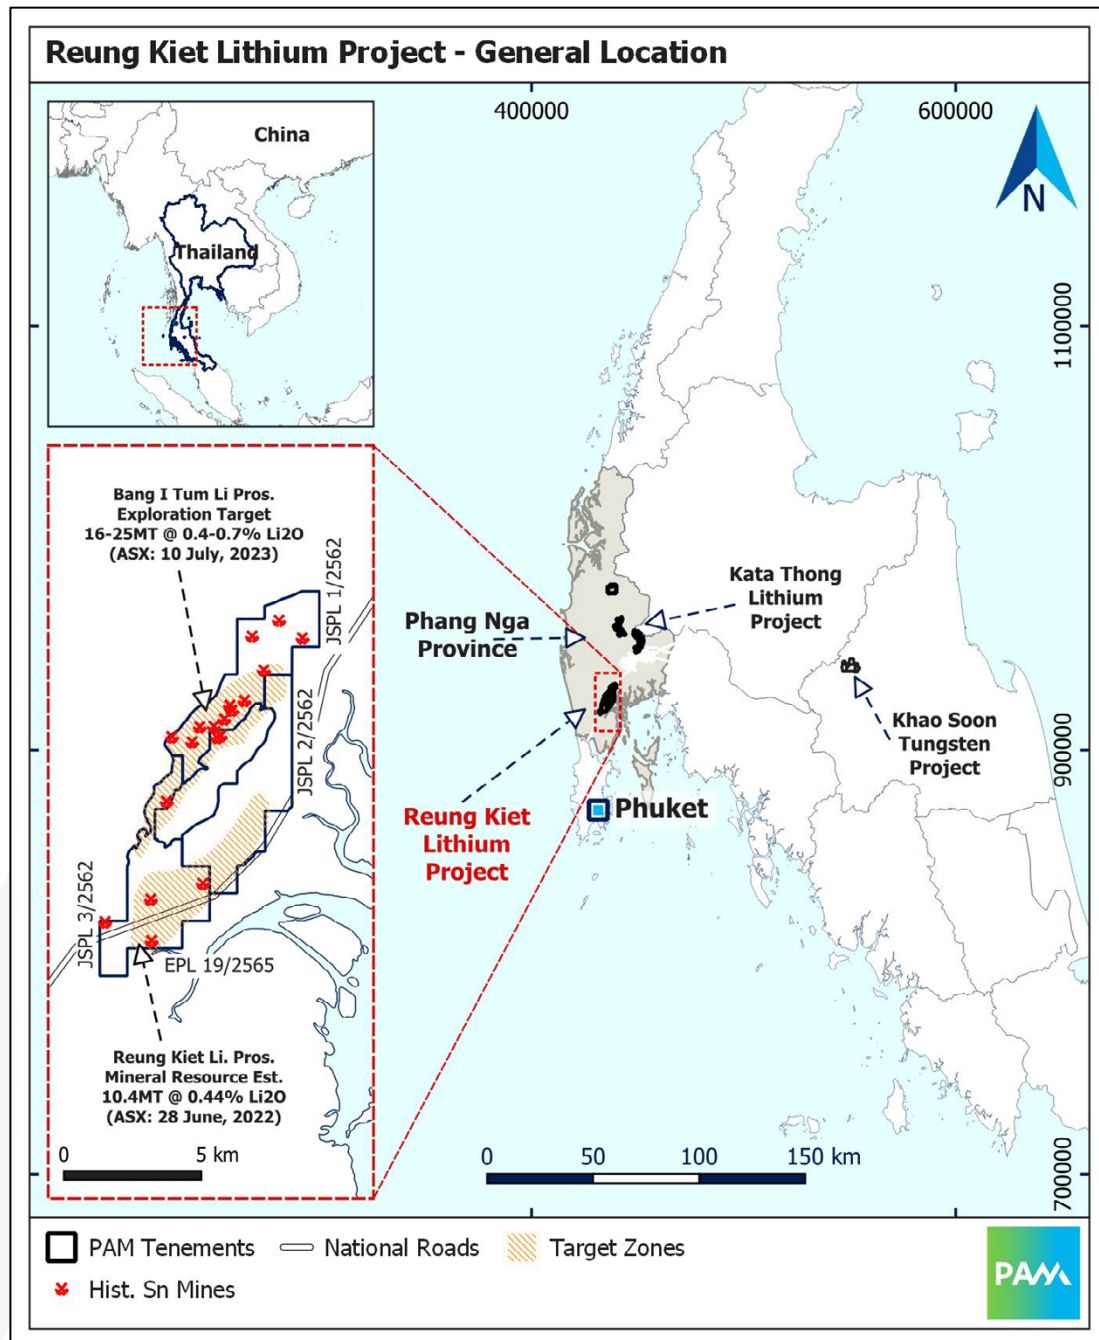 Reung Kiet Lithium Project - General Location
400000
600000
China
Thailand
N
1100000
Bang I Tum Li Pros.
Exploration Target
16-25MT @ 0.4-0.7% Li2O
(ASX: 10 July, 2023)
JSPL 1/2562
JSPL 2/2562
JSPL 3/2562
EPL 19/2565
Reung Kiet Li. Pros.
Mineral Resource Est.
10.4MT @ 0.44% Li2O
(ASX: 28 June, 2022)
0 5 km
Kata Thong
Lithium
Project
Phang Nga
Province
Khao Soon
Tungsten
Project
900000
Reung Kiet
Lithium
Project
Phuket
0 50 100 150 km
700000
PAM Tenements
National Roads
Target Zones
Hist. Sn Mines
PAM